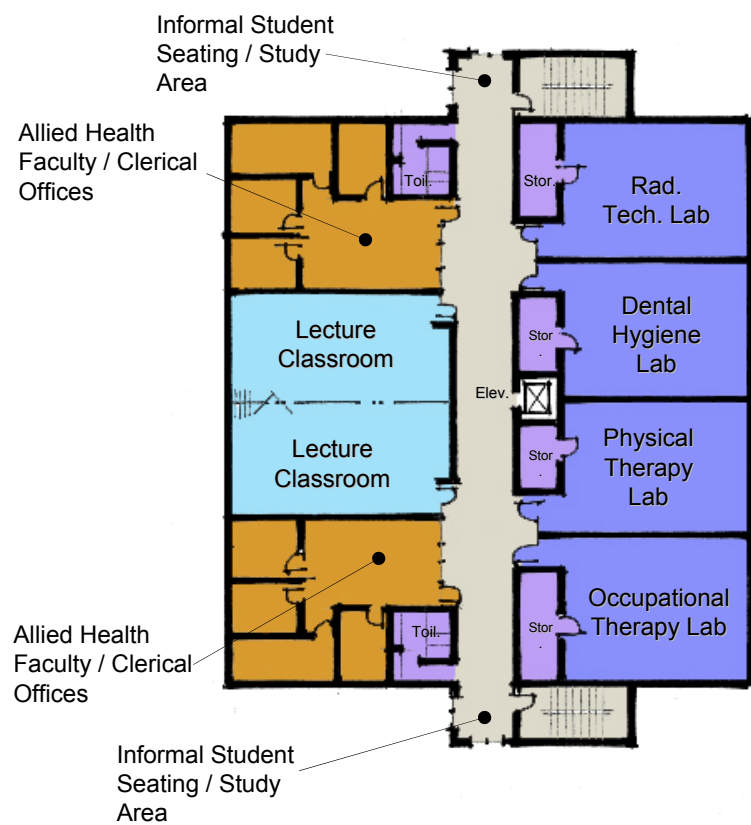 Informal Student
Seating / Study
Area
Allied Health
Faculty / Clerical
Offices
Toil.
Stor.
Rad.
Tech. Lab
Lecture
Classroom
Dental
Hygiene
Lab
Stor
.
Elev.
Lecture
Classroom
Physical
Therapy
Lab
Stor
.
Allied Health
Faculty / Clerical
Offices
Toil.
Stor
.
Occupational
Therapy Lab
Informal Student
Seating / Study
Area